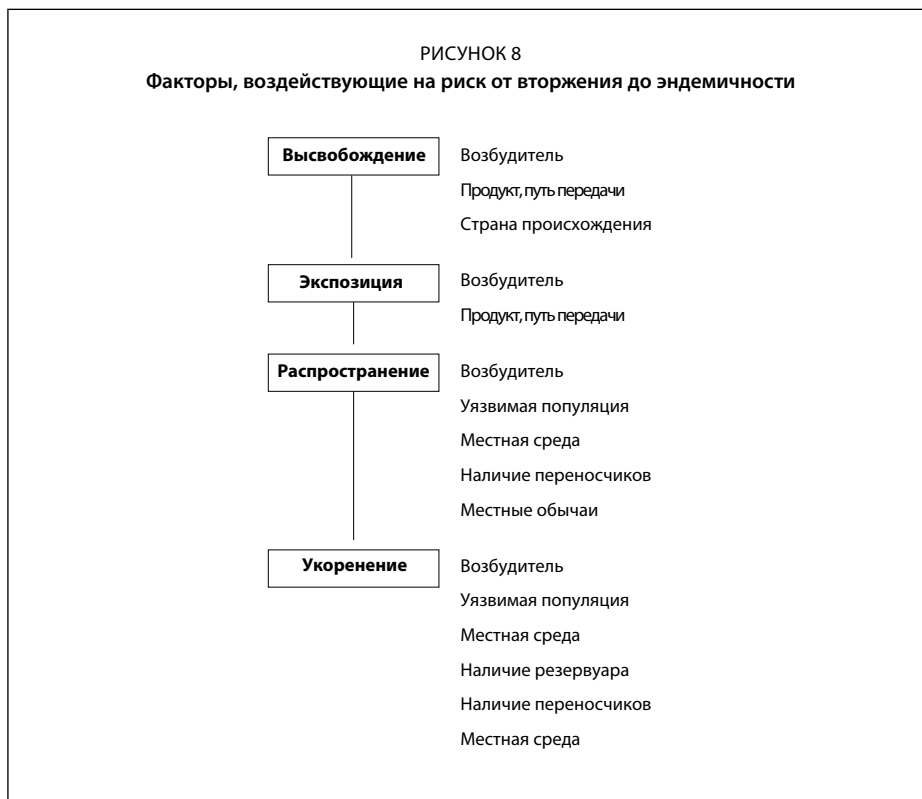 РИСУНОК 8
Факторы, воздействующие на риск от вторжения до эндемичности
Высвобождение
Возбудитель
Продукт, путь передачи
Страна происхождения
Экспозиция
Возбудитель
Продукт, путь передачи
Распространение
Возбудитель
Уязвимая популяция
Местная среда
Наличие переносчиков
Местные обычаи
Укоренение
Возбудитель
Уязвимая популяция
Местная среда
Наличие резервуара
Наличие переносчиков
Местная среда